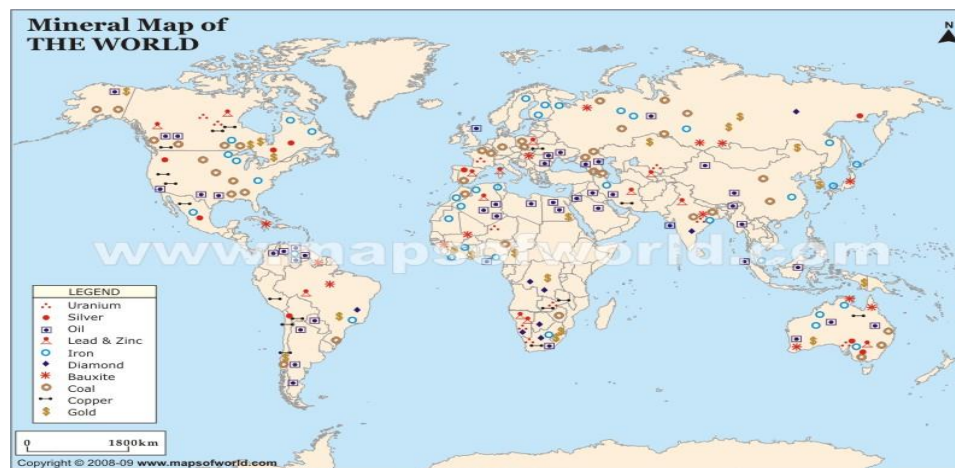 Mineral Map of
THE WORLD
N
www.mapsofworld.com
LEGEND
Uranium
Silver
Oil
Lead & Zinc
Iron
Diamond
Bauxite
Coal
Copper
Gold
0 1800km
Copyright © 2008-09 www.mapsofworld.com